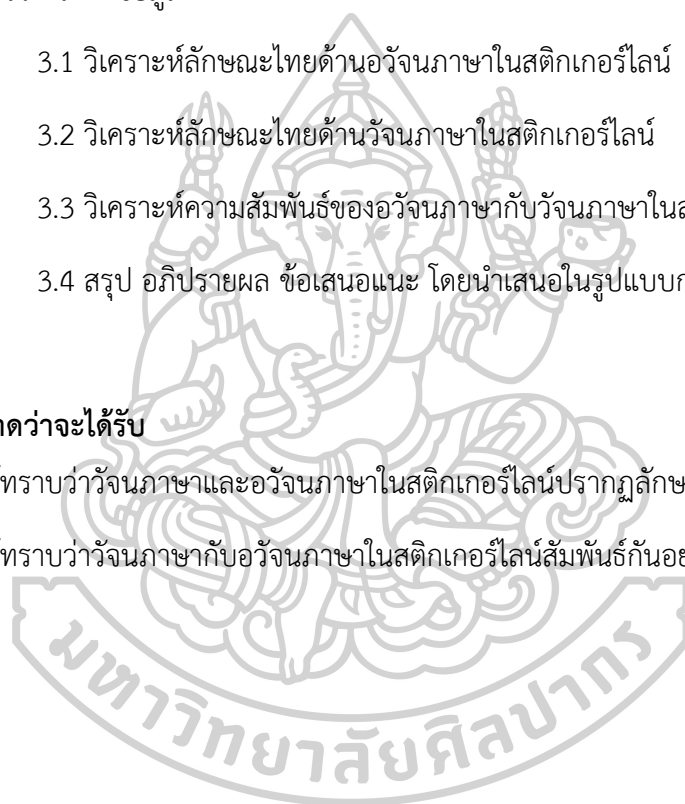 3.1 วิเคราะห์ลักษณะไทยด้านอวัจนภาษาในสติกเกอร์ไลน์
3.2 วิเคราะห์ลักษณะไทยด้านวัจนภาษาในสติกเกอร์ไลน์
3.3 วิเคราะห์ความสัมพันธ์ของอวัจนภาษากับวัจนภาษาใน
3.4 สรุป อภิปรายผล ข้อเสนอแนะ โดยนำเสนอในรูปแบบ
าดว่าจะได้รับ
ทราบว่าวัจนภาษาและอวัจนภาษาในสติกเกอร์ไลน์ปรากฏลักษ
ทราบว่าวัจนภาษากับอวัจนภาษาในสติกเกอร์ไลน์สัมพันธ์กัน
มหาวิทยาลัยศิลปากร